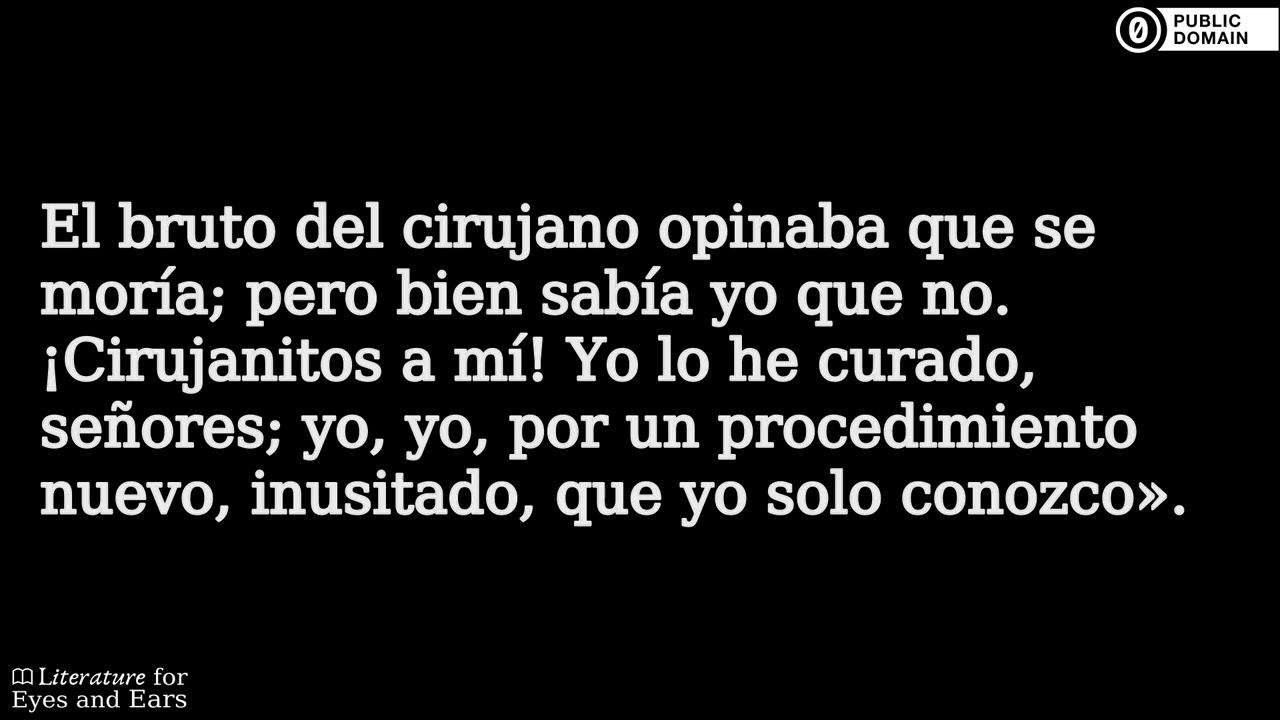 PUBLIC
DOMAIN
El bruto del cirujano opinaba que se
moría; pero bien sabía yo que no.
¡Cirujanitos a mí! Yo lo he curado,
señores; yo, yo, por un procedimiento
nuevo, inusitado, que yo solo conozco».
Literature for
Eyes and Ears